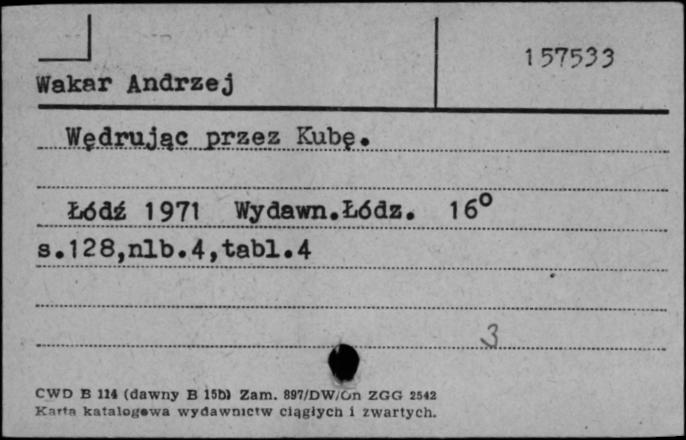 157533
Wakar Andrzej
Wędrując przez Kubę.
Łódź 1971 Wydawn.Łódz. 16°
s.128,nlb.4,tabl.4
3
CWD B 114 (dawny B 15b) Zam. 897/DW/On ZGG 2542
Karta katalogowa wydawnictw ciągłych i zwartych.